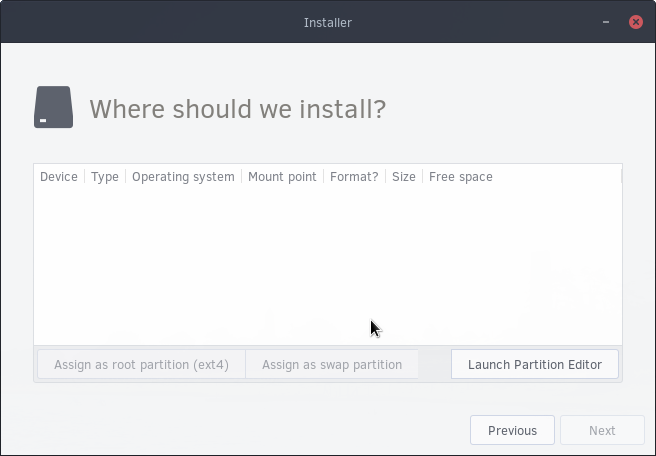 Installer
Where should we install?
Device Type Operating system Mount point Format? Size Free space
Assign as root partition (ext4) Assign as swap partition Launch Partition Editor
Previous Next